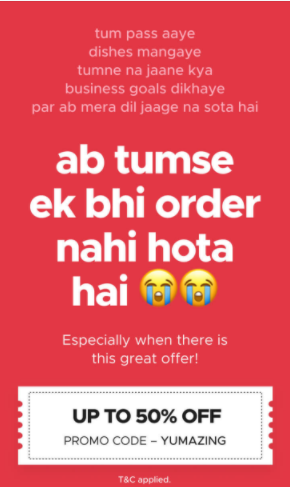 tum pass aaye
dishes mangaye
tumne na jaane kya
business goals dikhaye
par ab mera dil jaage na sota hai
ab tumse
ek bhi order
nahi hota
hai 😭😭
Especially when there is
this great offer!
UP TO 50% OFF
PROMO CODE – YUMAZING
T&C applied.